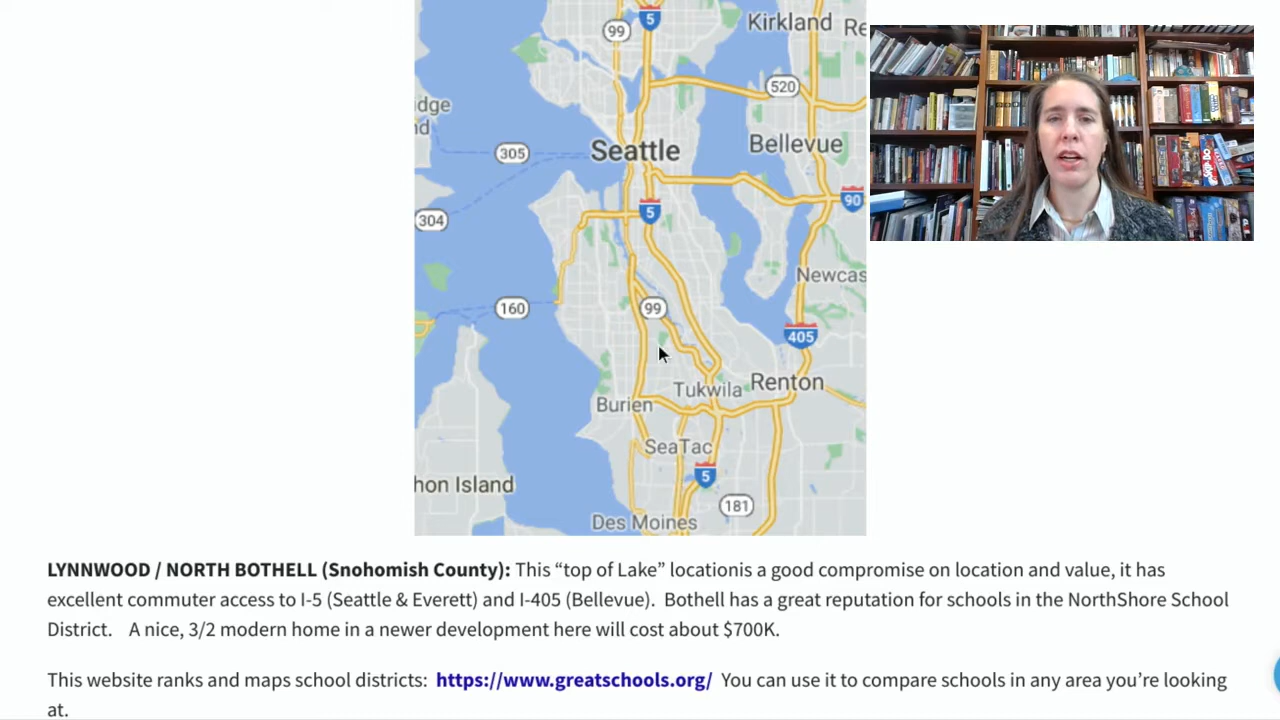 5
99
Kirkland
Re
520
idge
nd
Seattle
Bellevue
305
90
5
304
Newcas
160
99
405
Tukwila
Renton
Burien
SeaTac
5
hon Island
181
Des Moines
LYNNWOOD / NORTH BOTHELL (Snohomish County): This “top of Lake” locationis a good compromise on location and value, it has
excellent commuter access to I-5 (Seattle & Everett) and I-405 (Bellevue). Bothell has a great reputation for schools in the NorthShore School
District. A nice, 3/2 modern home in a newer development here will cost about $700K.
This website ranks and maps school districts: https://www.greatschools.org/ You can use it to compare schools in any area you’re looking
at.